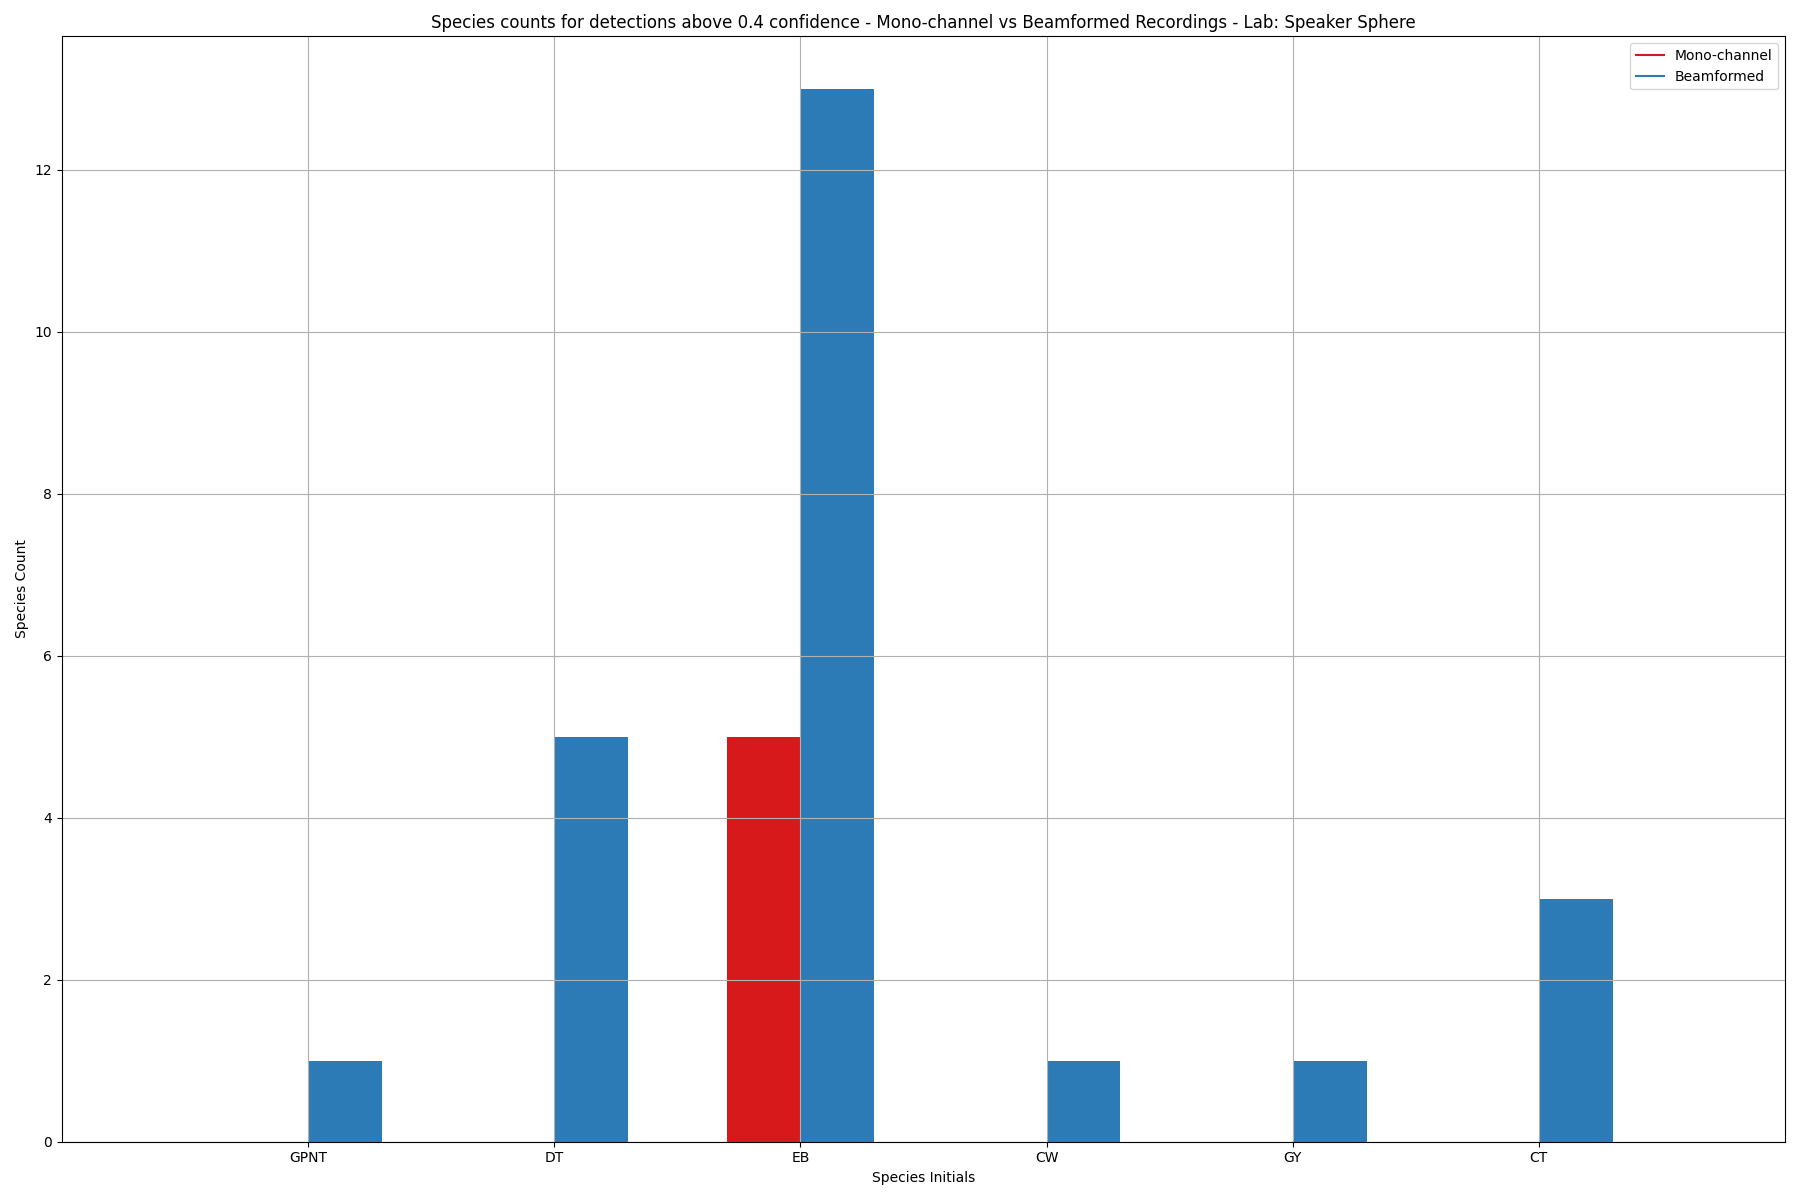 Species counts for detections above 0.4 confidence - Mono-channel vs Beamformed Recordings - Lab: Speaker Sphere
Mono-channel
Beamformed
12
10
8
6
4
2
0
Species Count
GPNT DT EB CW GY CT
Species Initials